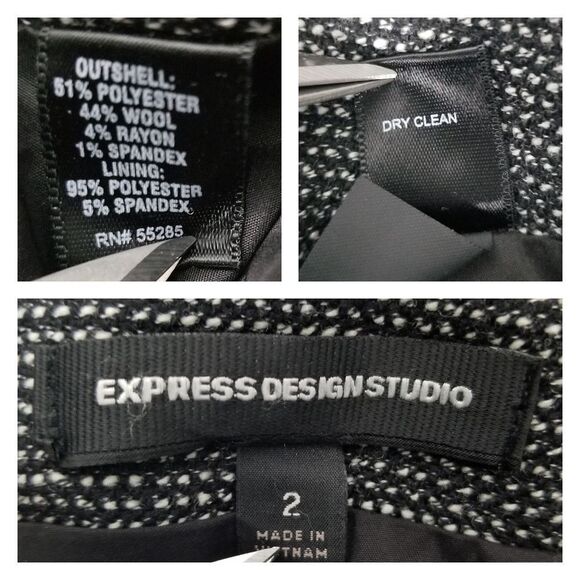 OUTSHELL:
51% POLYESTER
44% WOOL
4% RAYON
1% SPANDEX
LINING:
95% POLYESTER
5% SPANDEX
RN# 55285
DRY CLEAN
EXPRESS DESIGN STUDIO
2
MADE IN
VIETNAM